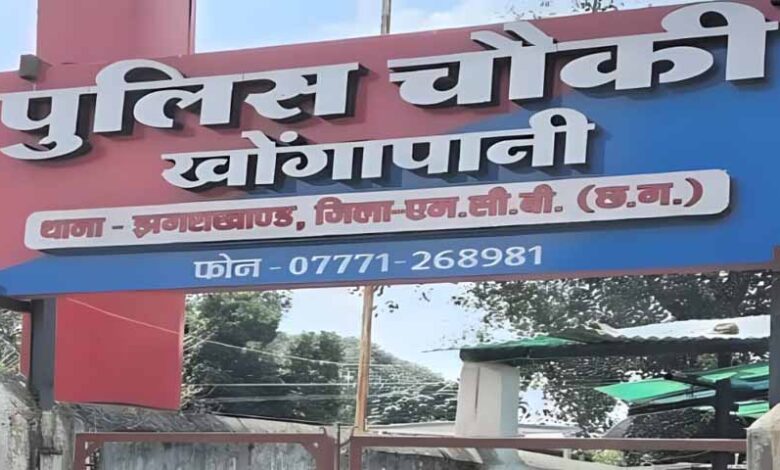 पुलिस चौकी
खोंगापानी
थाना - झगराखाण्ड, जिला-एम.सी.बी. (छ.ग.)
फोन - 07771-268981